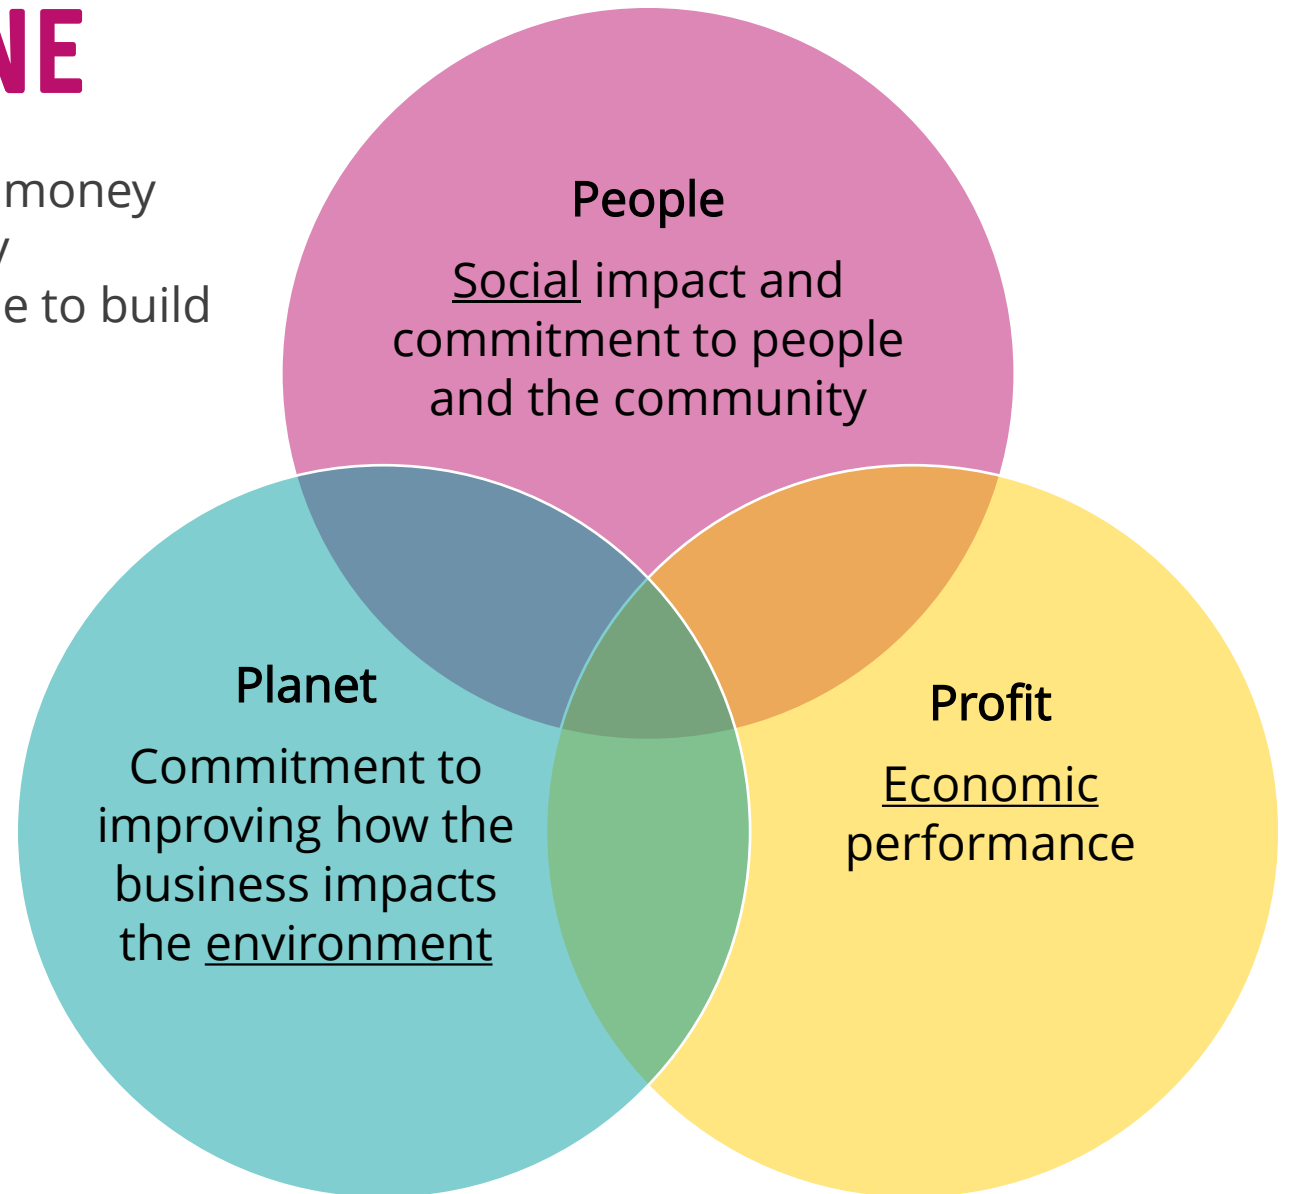 NE
money
y
e to build
People
Social impact and
commitment to people
and the community
Planet
Commitment to
improving how the
business impacts
the environment
Profit
Economic
performance